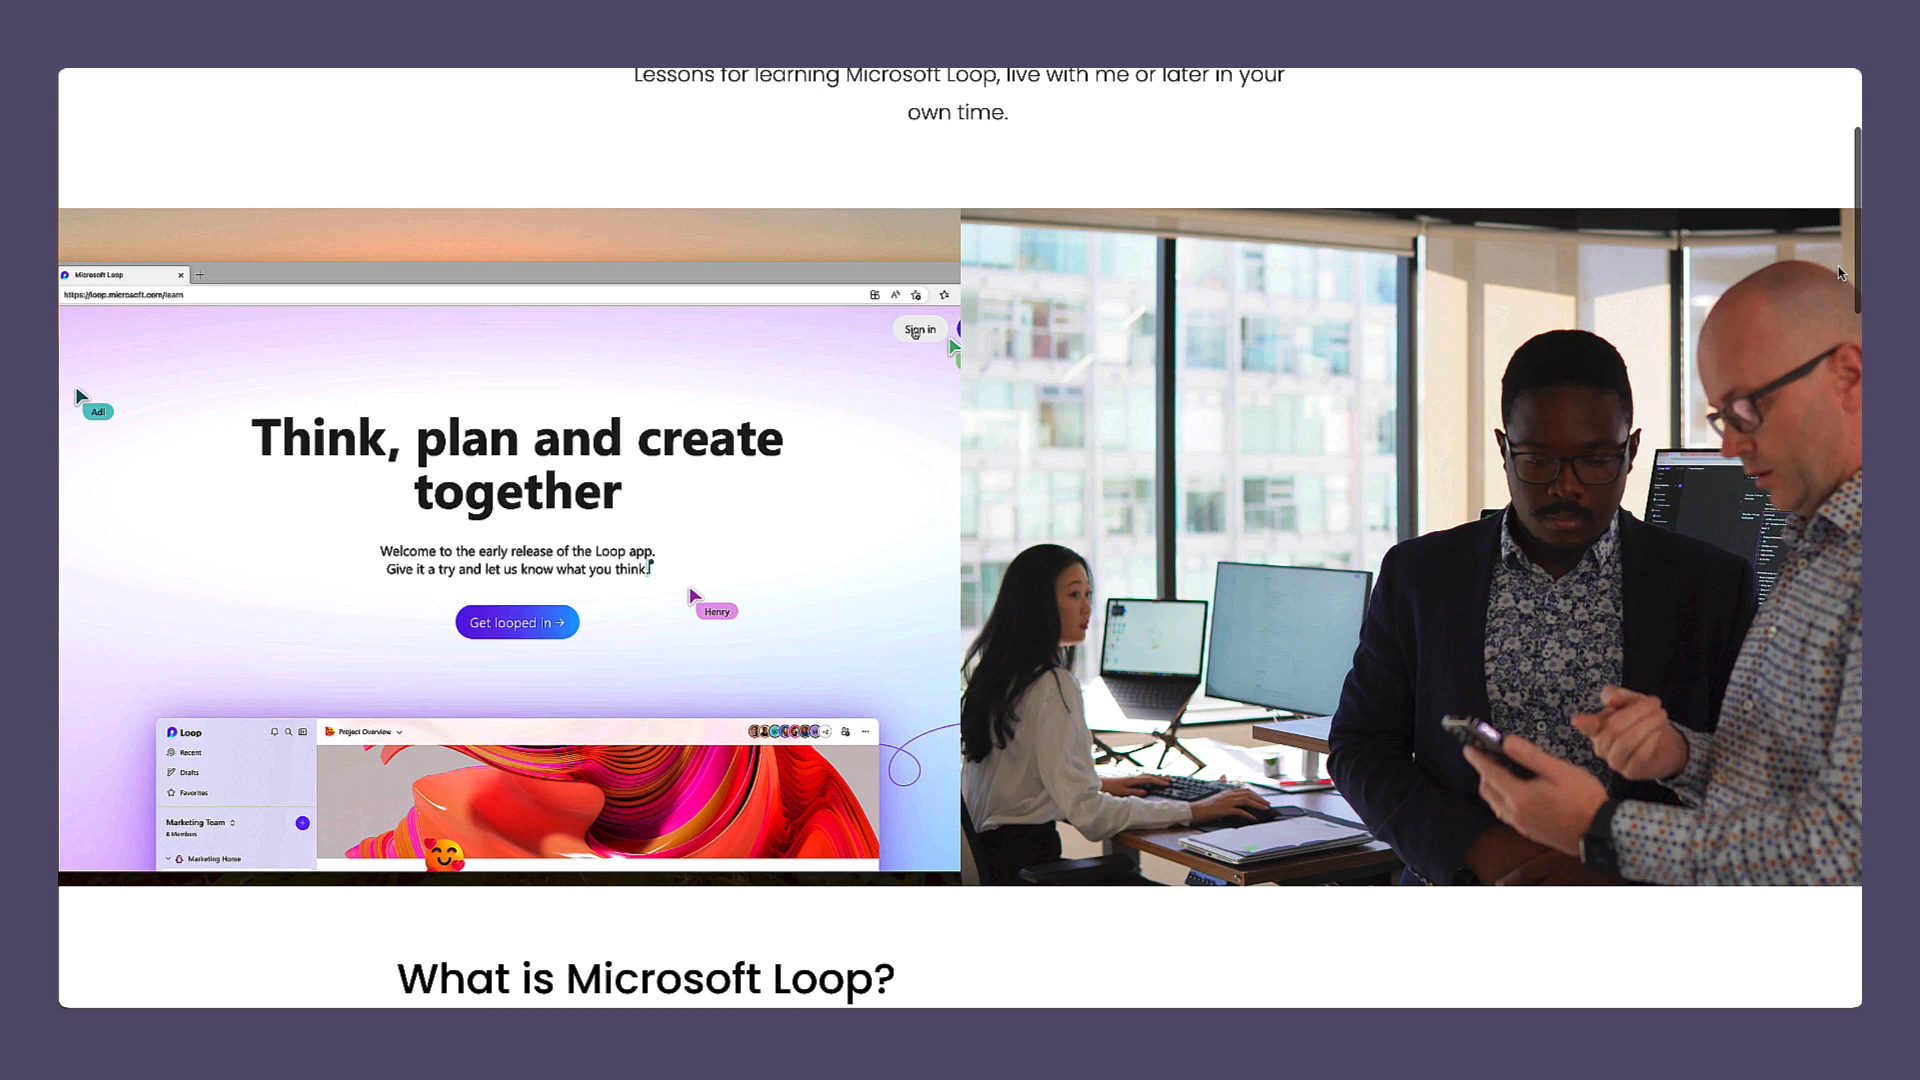 Lessons for learning Microsoft Loop, live with me or later in your
own time.
Microsoft Loop
https://loop.microsoft.com/learn
Sign in
Adi
Think, plan and create
together
Welcome to the early release of the Loop app.
Give it a try and let us know what you think.
Henry
Get looped in →
Loop
Project Overview
+2
Recent
Drafts
Favorites
Marketing Team
6 Members
Marketing Home
What is Microsoft Loop?